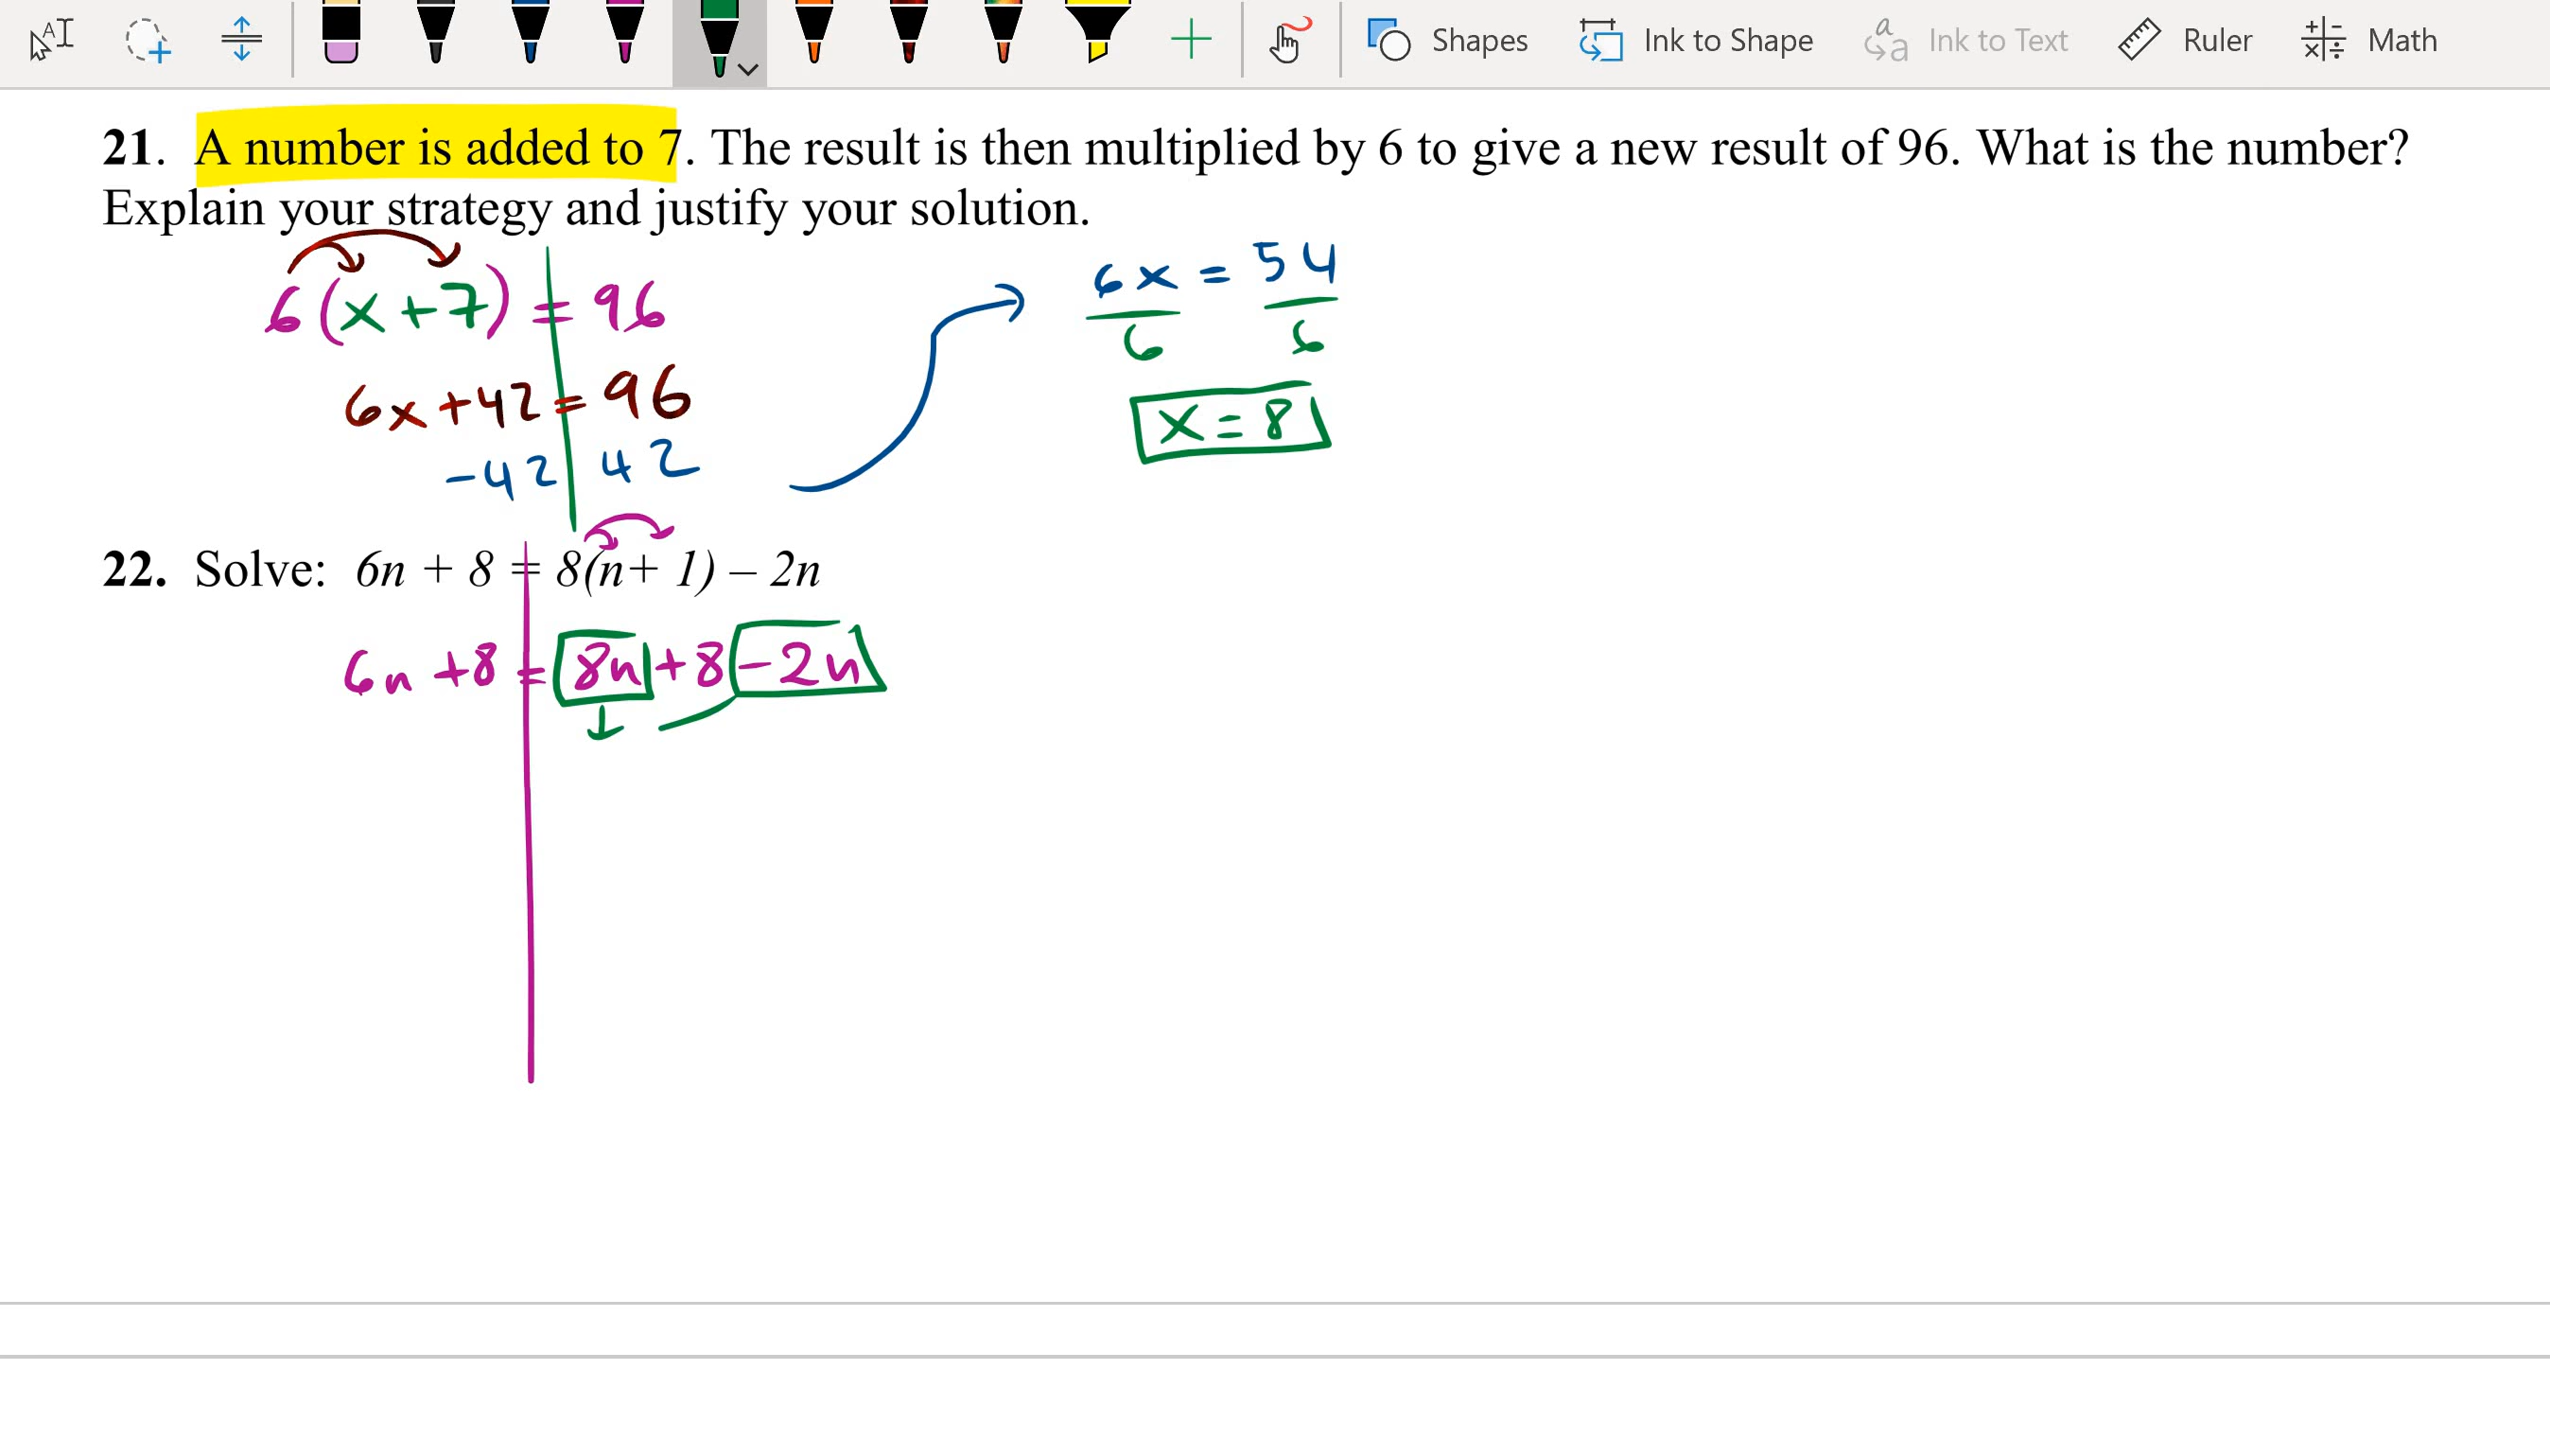 Shapes Ink to Shape Ink to Text Ruler Math
21. A number is added to 7. The result is then multiplied by 6 to give a new result of 96. What is the number?
Explain your strategy and justify your solution.
6(x+7) = 96
6x+42 = 96
-42 42
6x = 54
6 6
x = 8
22. Solve: 6n + 8 = 8(n+ 1) – 2n
6n +8 = 8n +8 -2n